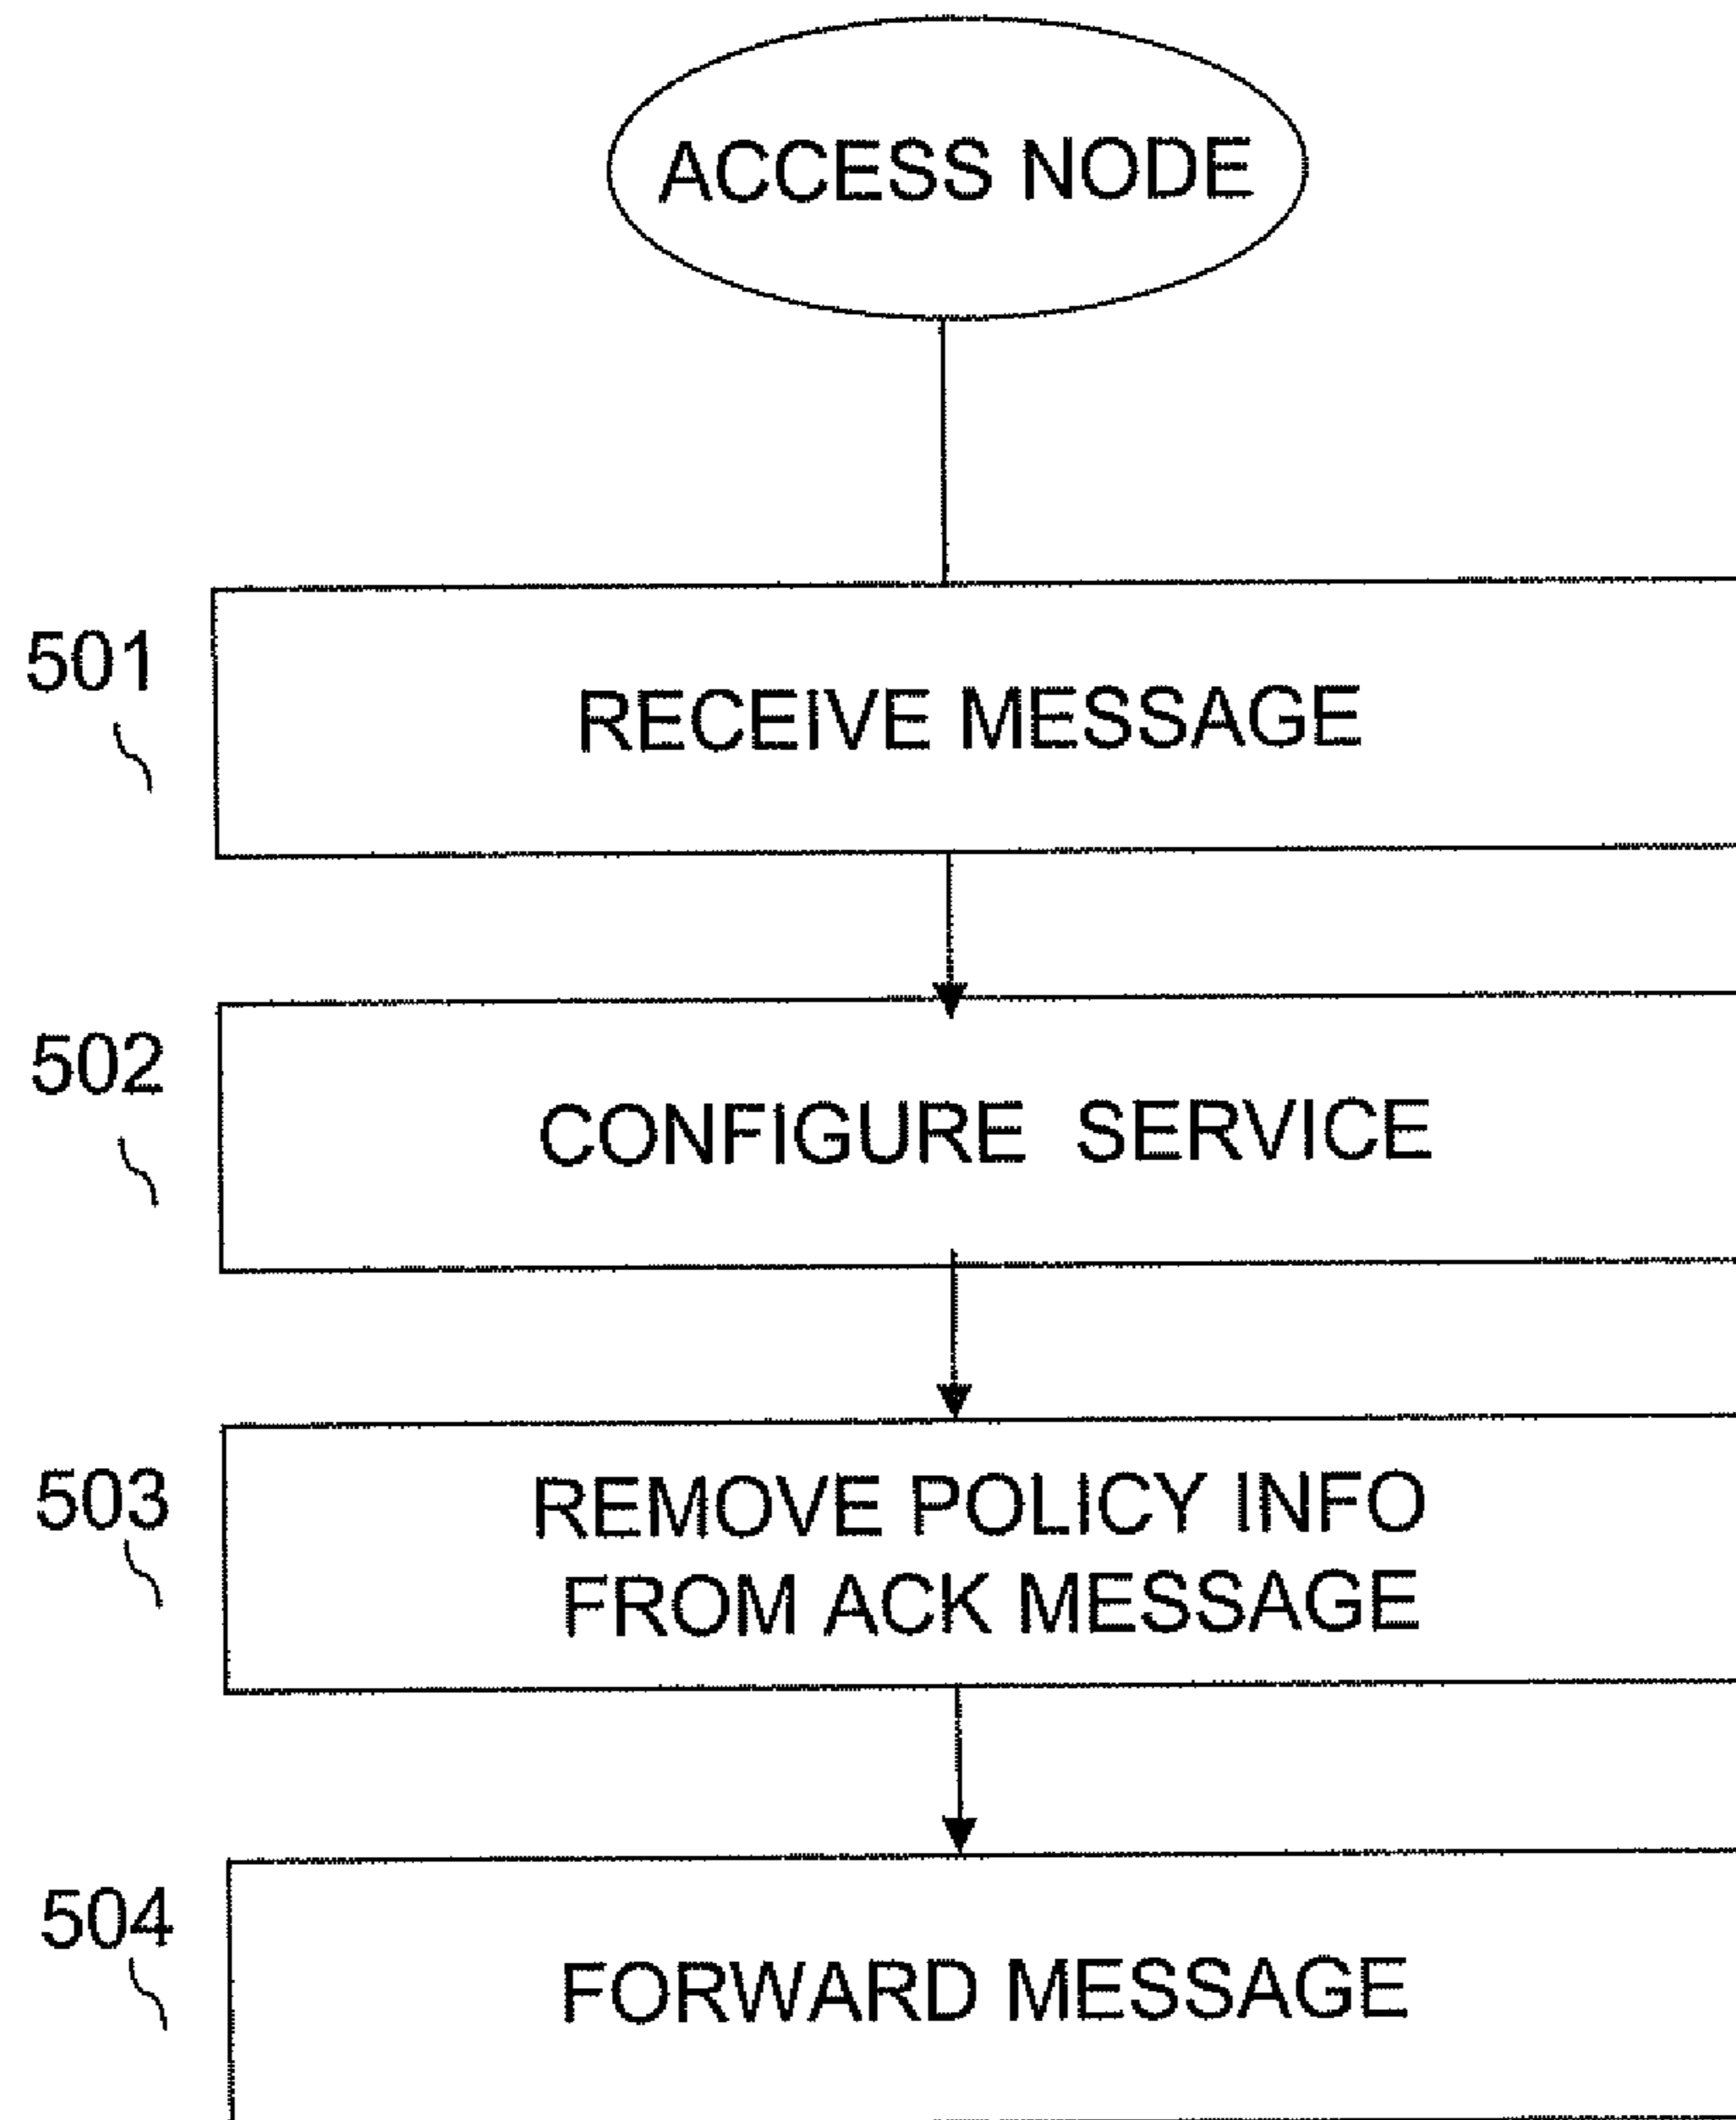 ACCESS NODE
501
RECEIVE MESSAGE
502
CONFIGURE SERVICE
503
REMOVE POLICY INFO
FROM ACK MESSAGE
504
FORWARD MESSAGE